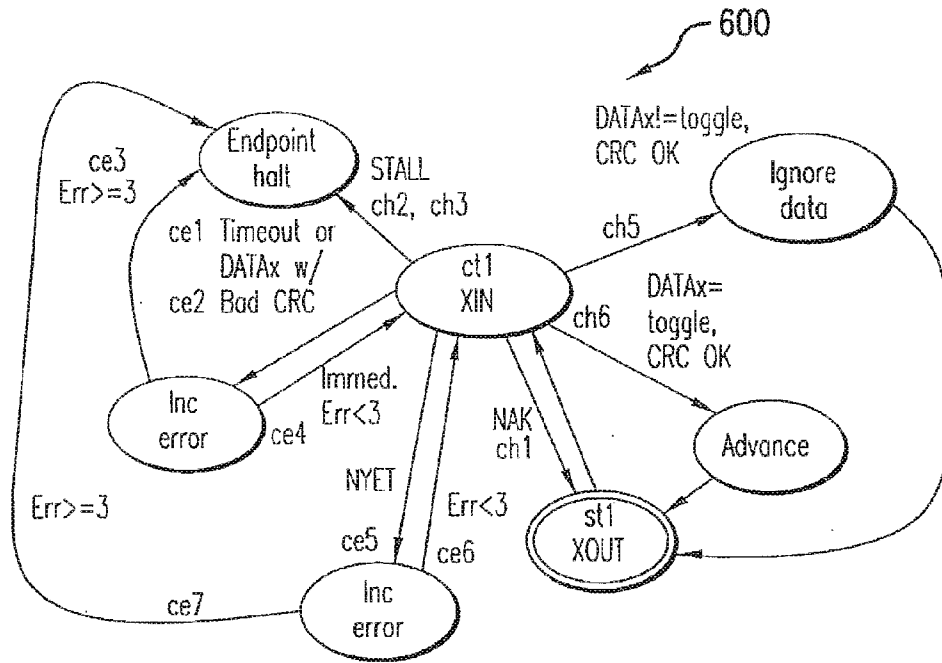 600
DATAx!=toggle,
CRC OK
Endpoint
halt
ce3
Err>=3
STALL
ch2, ch3
Ignore
data
ce1 Timeout or
DATAx w/
ce2 Bad CRC
ch5
ct1
XIN
DATAx=
toggle,
CRC OK
ch6
Immed.
Err<3
Inc
error
ce4
NAK
ch1
Advance
NYET
Err>=3
Err<3
st1
XOUT
ce5
ce6
ce7
Inc
error